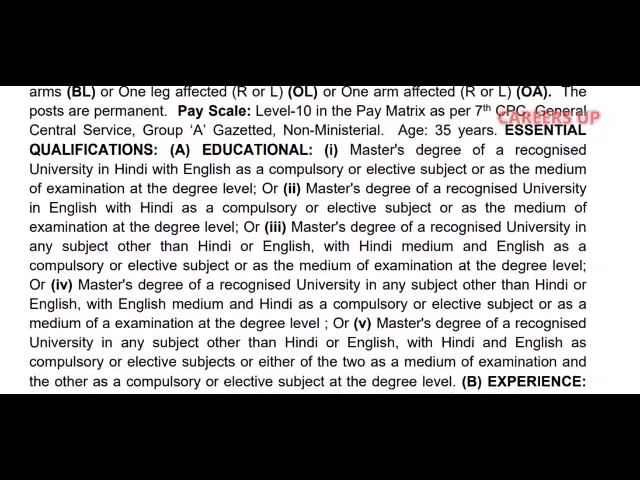 arms (BL) or One leg affected (R or L) (OL) or One arm affected (R or L) (OA). The
posts are permanent. Pay Scale: Level-10 in the Pay Matrix as per 7th CPC, General
CAREERS UP
Central Service, Group ‘A’ Gazetted, Non-Ministerial. Age: 35 years. ESSENTIAL
QUALIFICATIONS: (A) EDUCATIONAL: (i) Master's degree of a recognised
University in Hindi with English as a compulsory or elective subject or as the medium
of examination at the degree level; Or (ii) Master's degree of a recognised University
in English with Hindi as a compulsory or elective subject or as the medium of
examination at the degree level; Or (iii) Master's degree of a recognised University in
any subject other than Hindi or English, with Hindi medium and English as a
compulsory or elective subject or as the medium of examination at the degree level;
Or (iv) Master's degree of a recognised University in any subject other than Hindi or
English, with English medium and Hindi as a compulsory or elective subject or as a
medium of a examination at the degree level ; Or (v) Master's degree of a recognised
University in any subject other than Hindi or English, with Hindi and English as
compulsory or elective subjects or either of the two as a medium of examination and
the other as a compulsory or elective subject at the degree level. (B) EXPERIENCE: